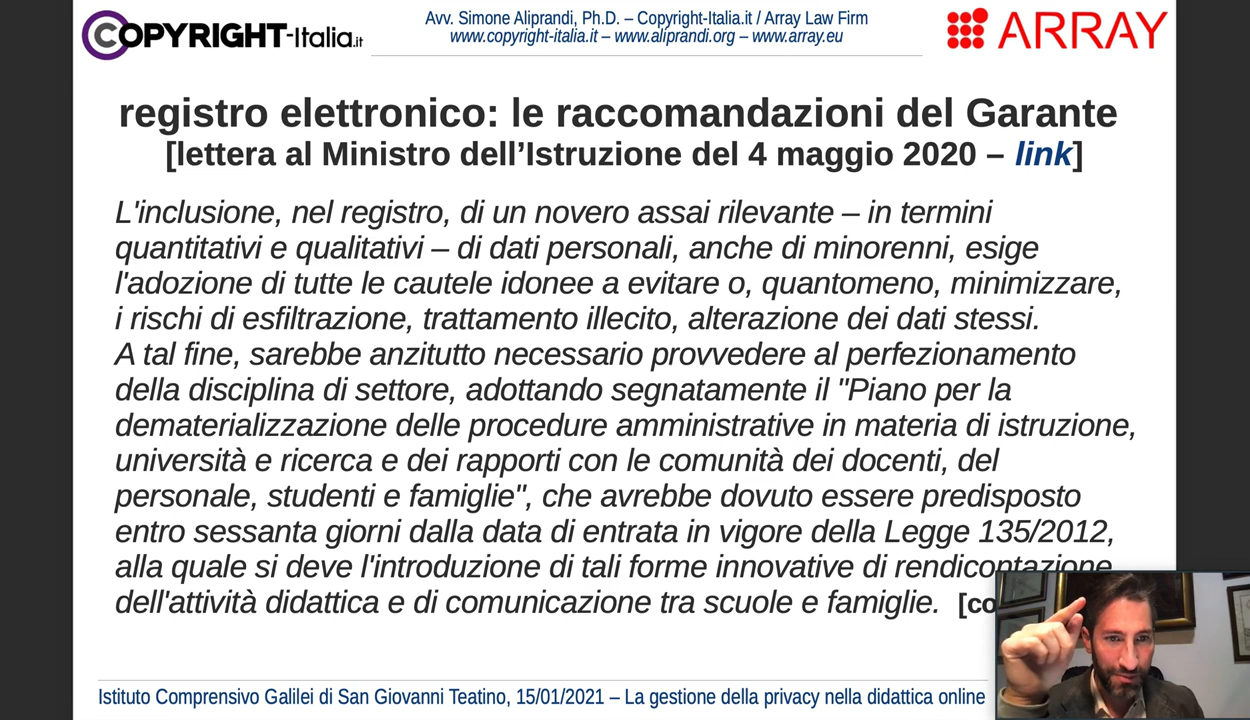 COPYRIGHT-Italia.it
Avv. Simone Aliprandi, Ph.D. – Copyright-Italia.it / Array Law Firm
www.copyright-italia.it – www.aliprandi.org – www.array.eu
ARRAY
registro elettronico: le raccomandazioni del Garante
[lettera al Ministro dell’Istruzione del 4 maggio 2020 – link]
L'inclusione, nel registro, di un novero assai rilevante – in termini
quantitativi e qualitativi – di dati personali, anche di minorenni, esige
l'adozione di tutte le cautele idonee a evitare o, quantomeno, minimizzare,
i rischi di esfiltrazione, trattamento illecito, alterazione dei dati stessi.
A tal fine, sarebbe anzitutto necessario provvedere al perfezionamento
della disciplina di settore, adottando segnatamente il "Piano per la
dematerializzazione delle procedure amministrative in materia di istruzione,
università e ricerca e dei rapporti con le comunità dei docenti, del
personale, studenti e famiglie", che avrebbe dovuto essere predisposto
entro sessanta giorni dalla data di entrata in vigore della Legge 135/2012,
alla quale si deve l'introduzione di tali forme innovative di rendicontazione
dell'attività didattica e di comunicazione tra scuole e famiglie.
Istituto Comprensivo Galilei di San Giovanni Teatino, 15/01/2021 – La gestione della privacy nella didattica online